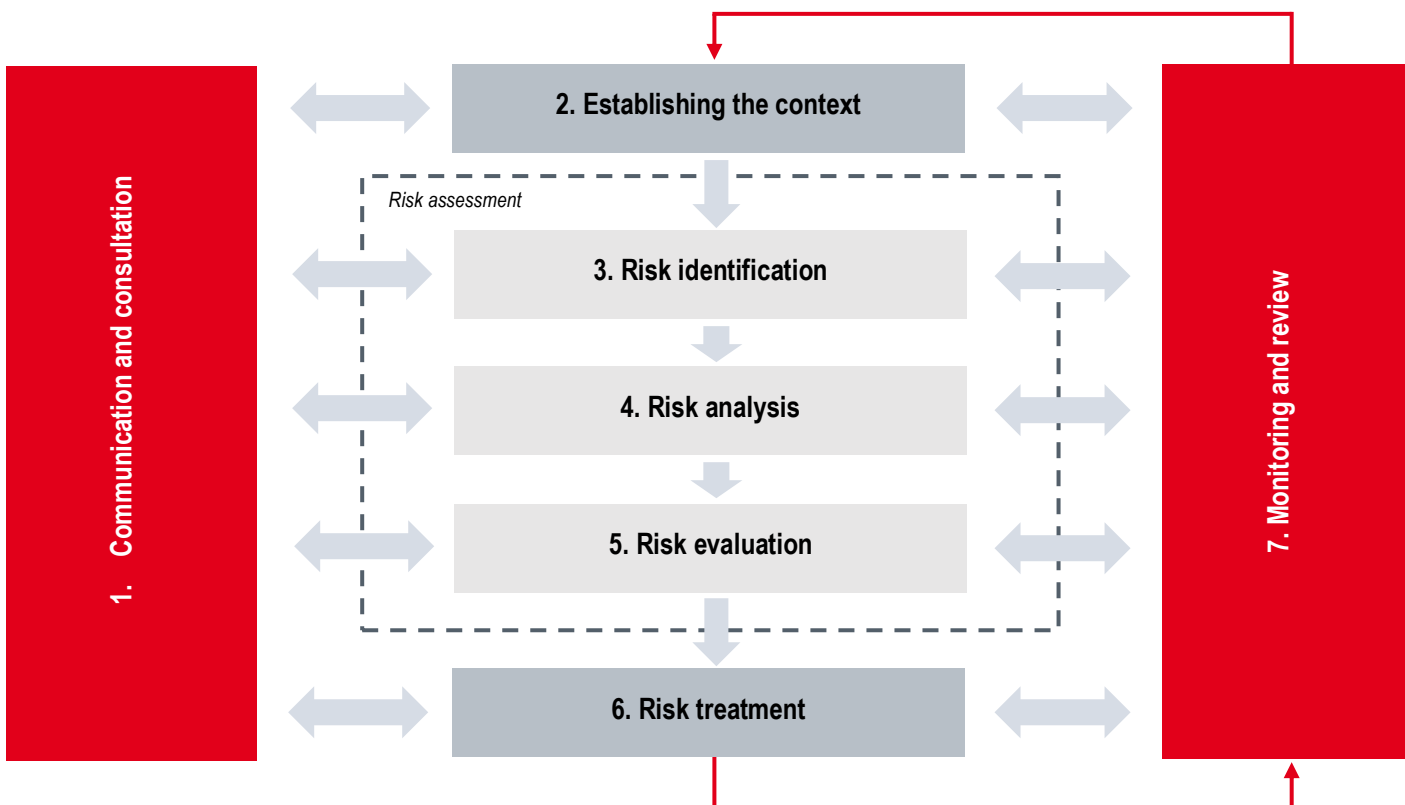 1. Communication and consultation
2. Establishing the context
Risk assessment
3. Risk identification
4. Risk analysis
5. Risk evaluation
6. Risk treatment
7. Monitoring and review